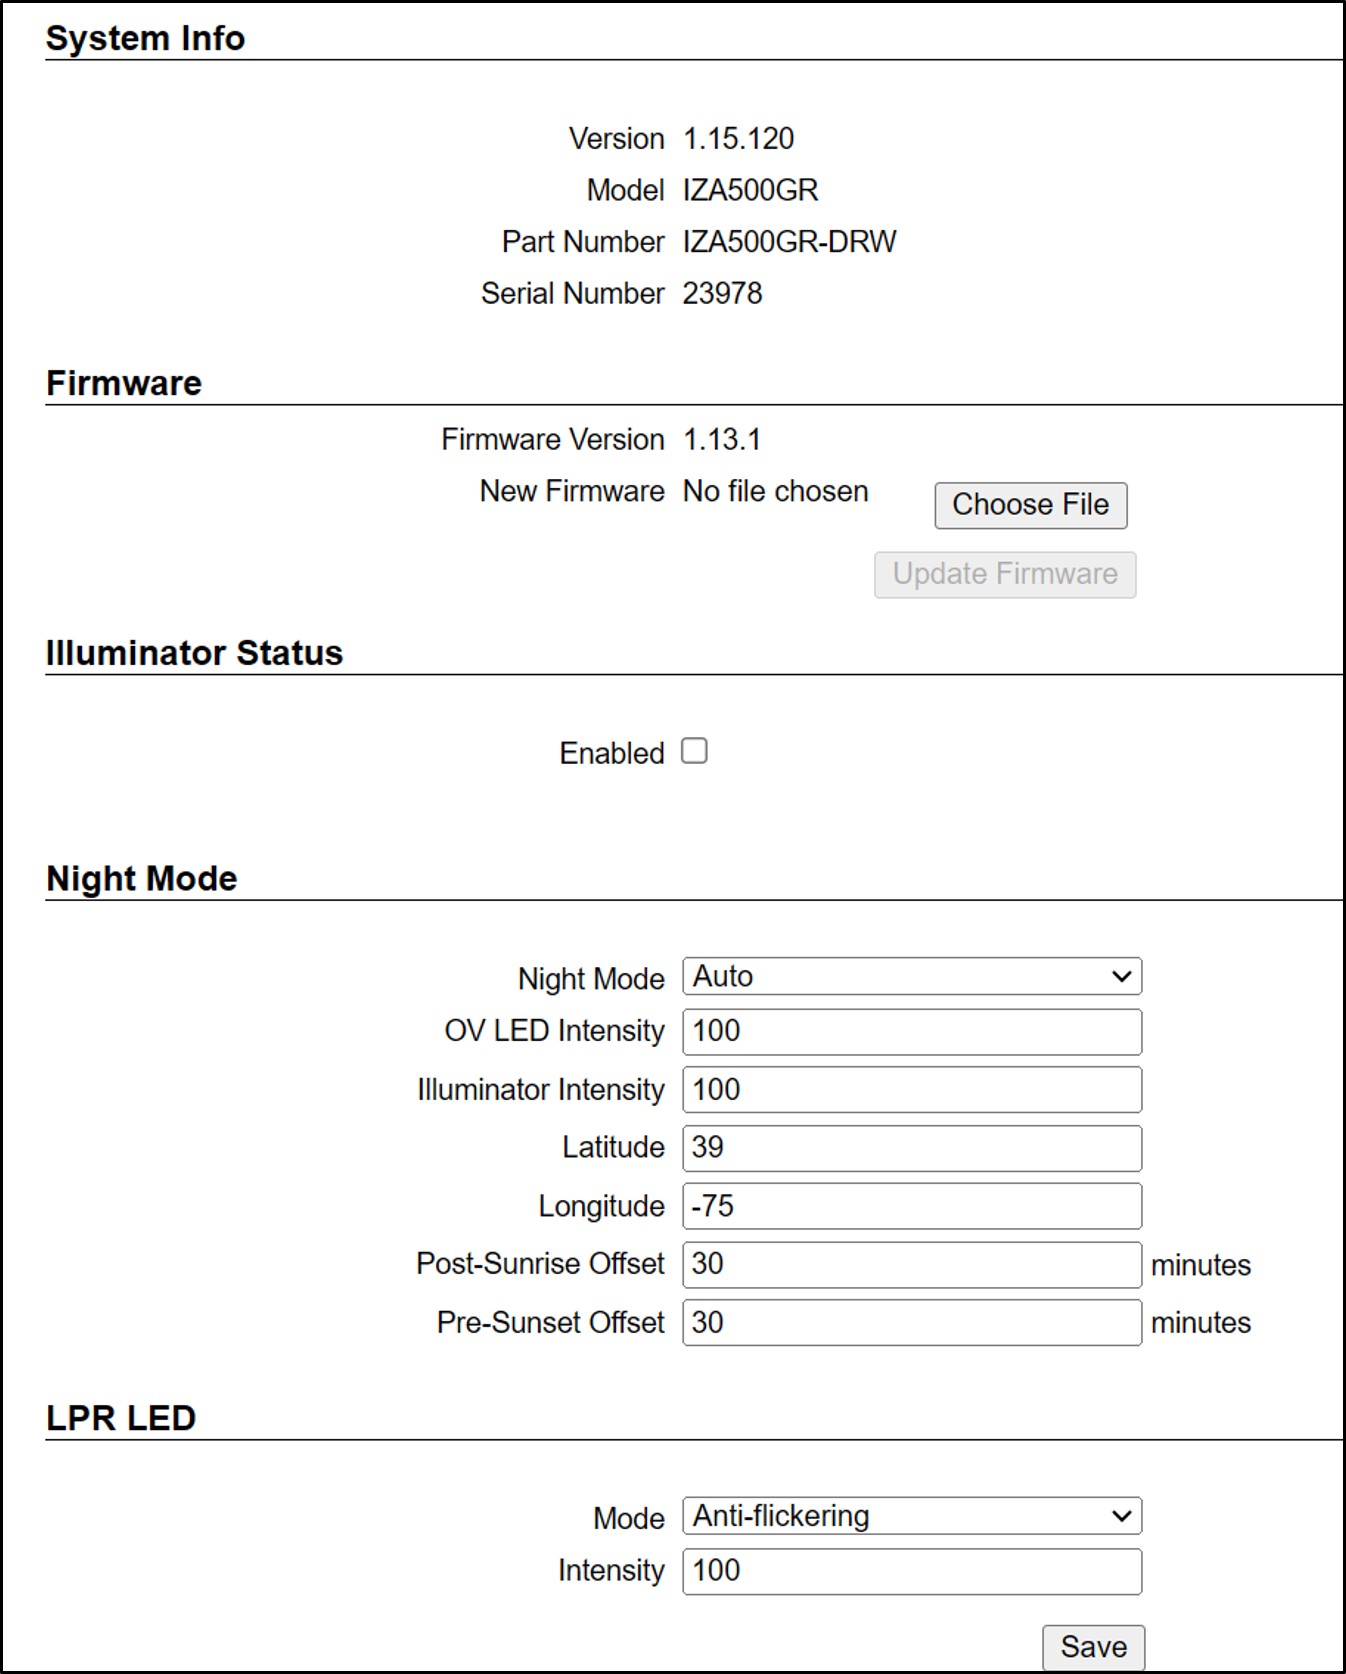 System Info
Version 1.15.120
Model IZA500GR
Part Number IZA500GR-DRW
Serial Number 23978
Firmware
Firmware Version 1.13.1
New Firmware No file chosen Choose File
Update Firmware
Illuminator Status
Enabled
Night Mode
Night Mode Auto
OV LED Intensity 100
Illuminator Intensity 100
Latitude 39
Longitude -75
Post-Sunrise Offset 30 minutes
Pre-Sunset Offset 30 minutes
LPR LED
Mode Anti-flickering
Intensity 100
Save